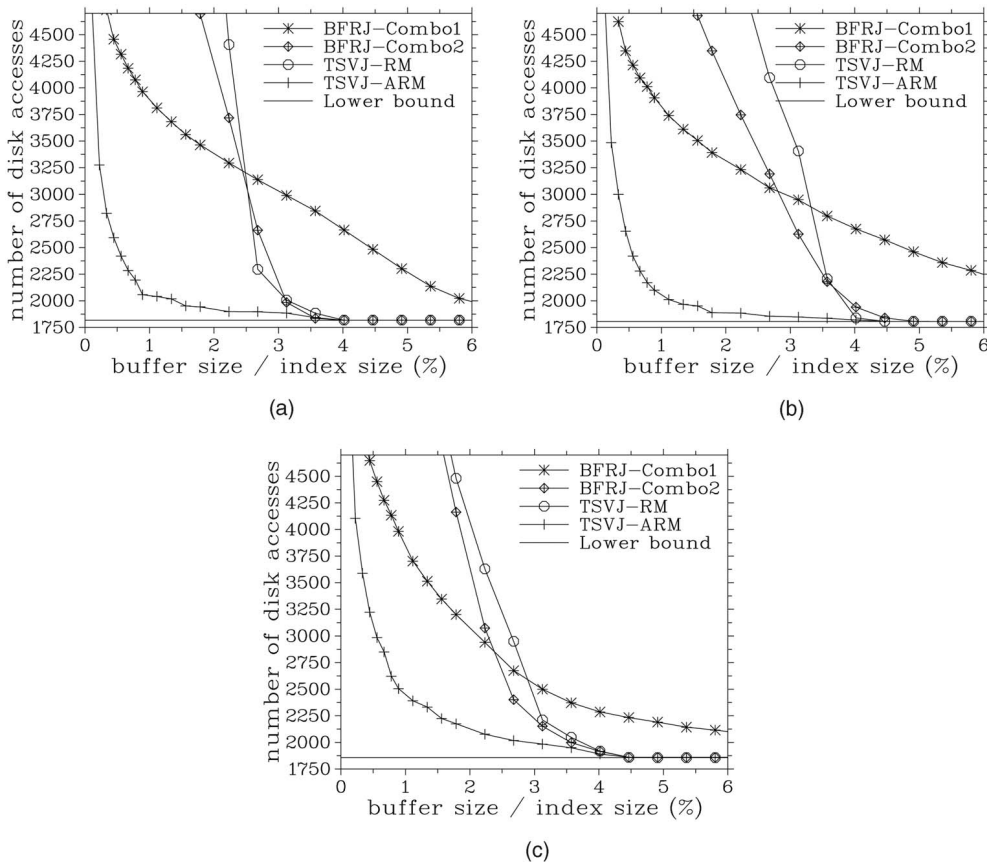 number of disk accesses
4500
4250
4000
3750
3500
3250
3000
2750
2500
2250
2000
1750
BFRJ-Combo1
BFRJ-Combo2
TSVJ-RM
TSVJ-ARM
Lower bound
0 1 2 3 4 5 6
buffer size / index size (%)
(a)
number of disk accesses
4500
4250
4000
3750
3500
3250
3000
2750
2500
2250
2000
1750
BFRJ-Combo1
BFRJ-Combo2
TSVJ-RM
TSVJ-ARM
Lower bound
0 1 2 3 4 5 6
buffer size / index size (%)
(b)
number of disk accesses
4500
4250
4000
3750
3500
3250
3000
2750
2500
2250
2000
1750
BFRJ-Combo1
BFRJ-Combo2
TSVJ-RM
TSVJ-ARM
Lower bound
0 1 2 3 4 5 6
buffer size / index size (%)
(c)